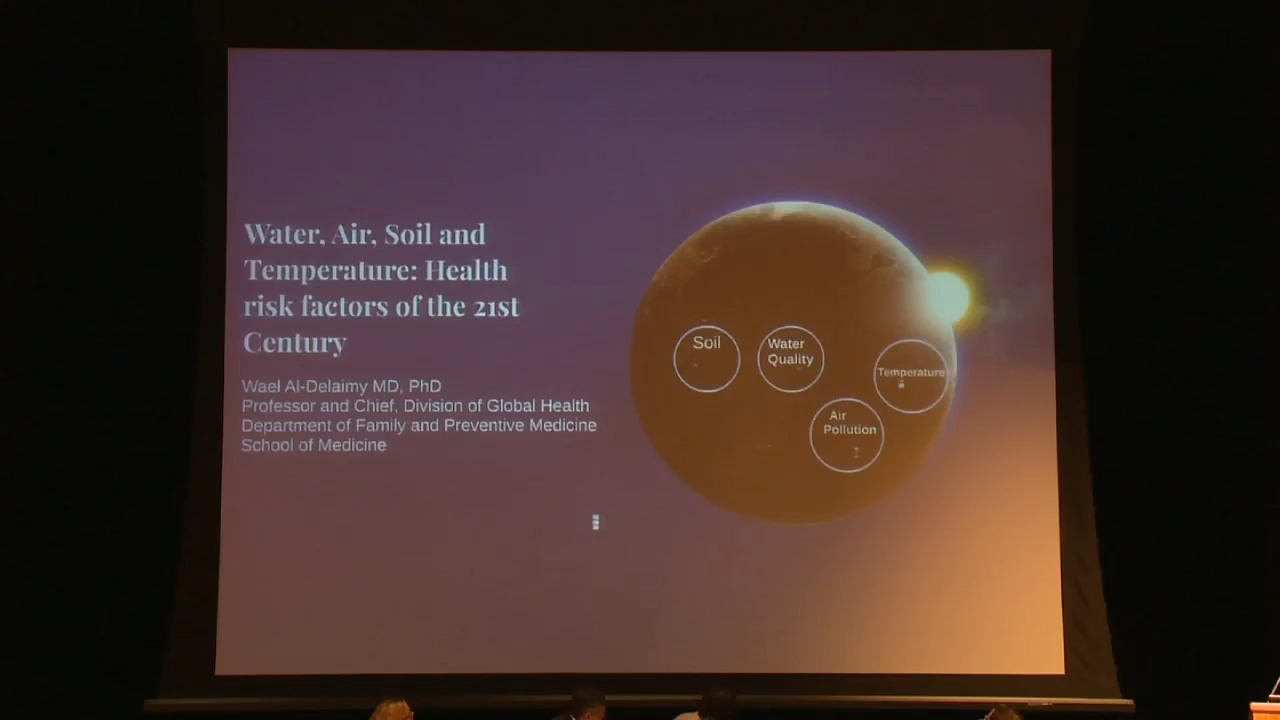 Water, Air, Soil and
Temperature: Health
risk factors of the 21st
Century
Wael Al-Delaimy MD, PhD
Professor and Chief, Division of Global Health
Department of Family and Preventive Medicine
School of Medicine
Soil
Water
Quality
Temperature
Air
Pollution